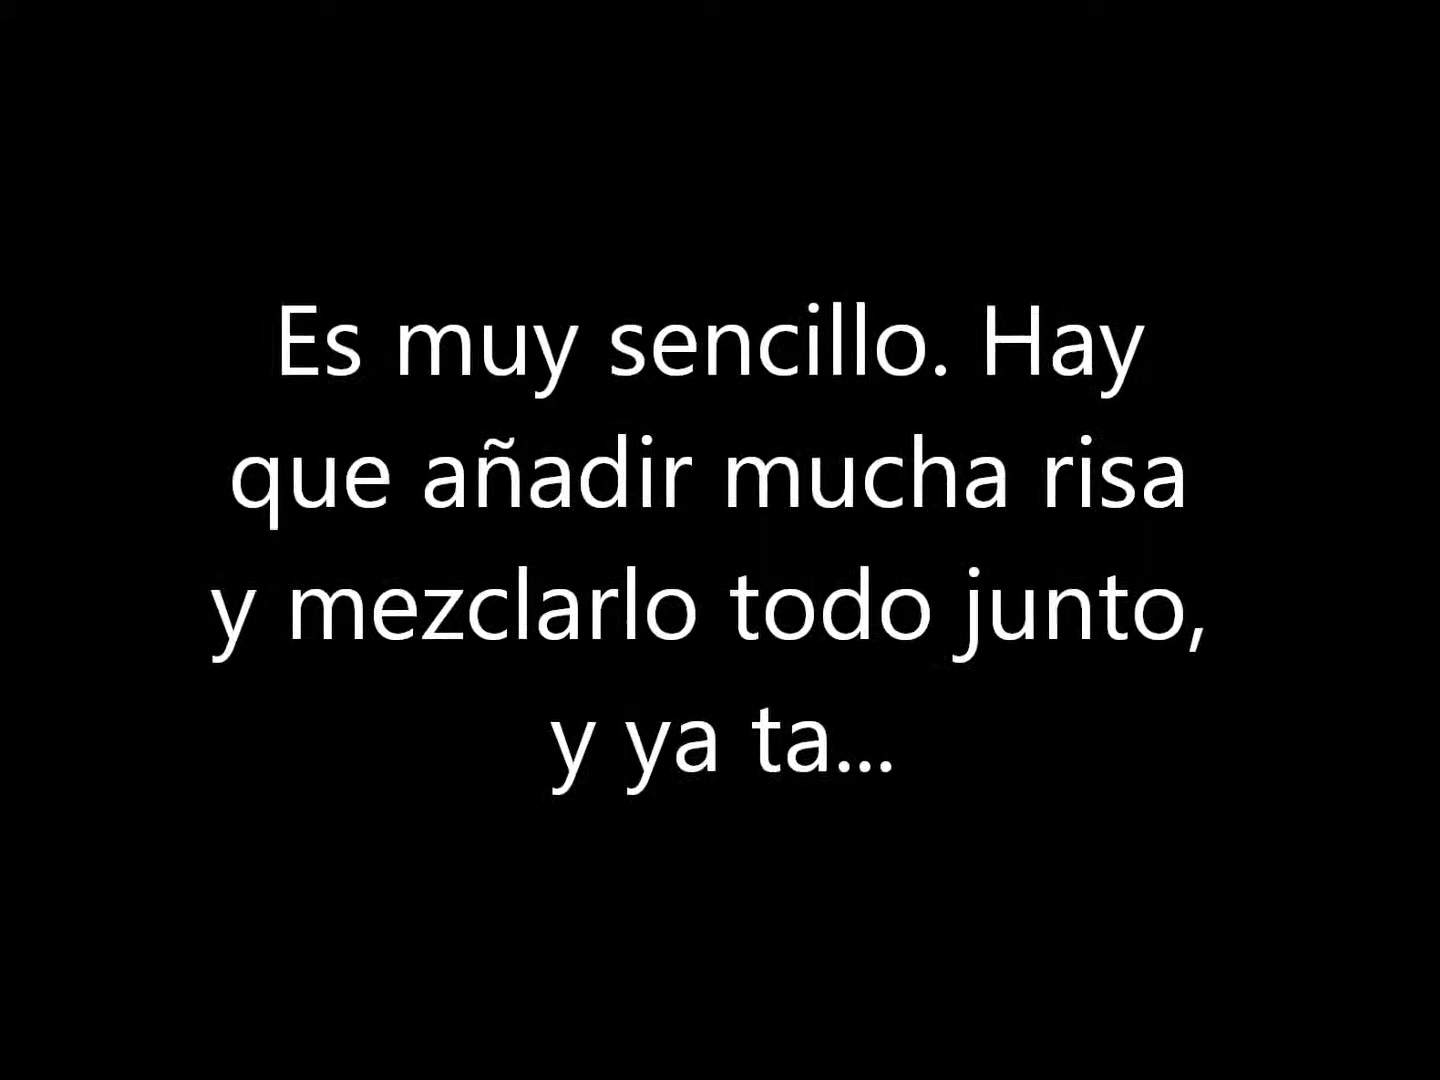 Es muy sencillo. Hay
que añadir mucha risa
y mezclarlo todo junto,
y ya ta...